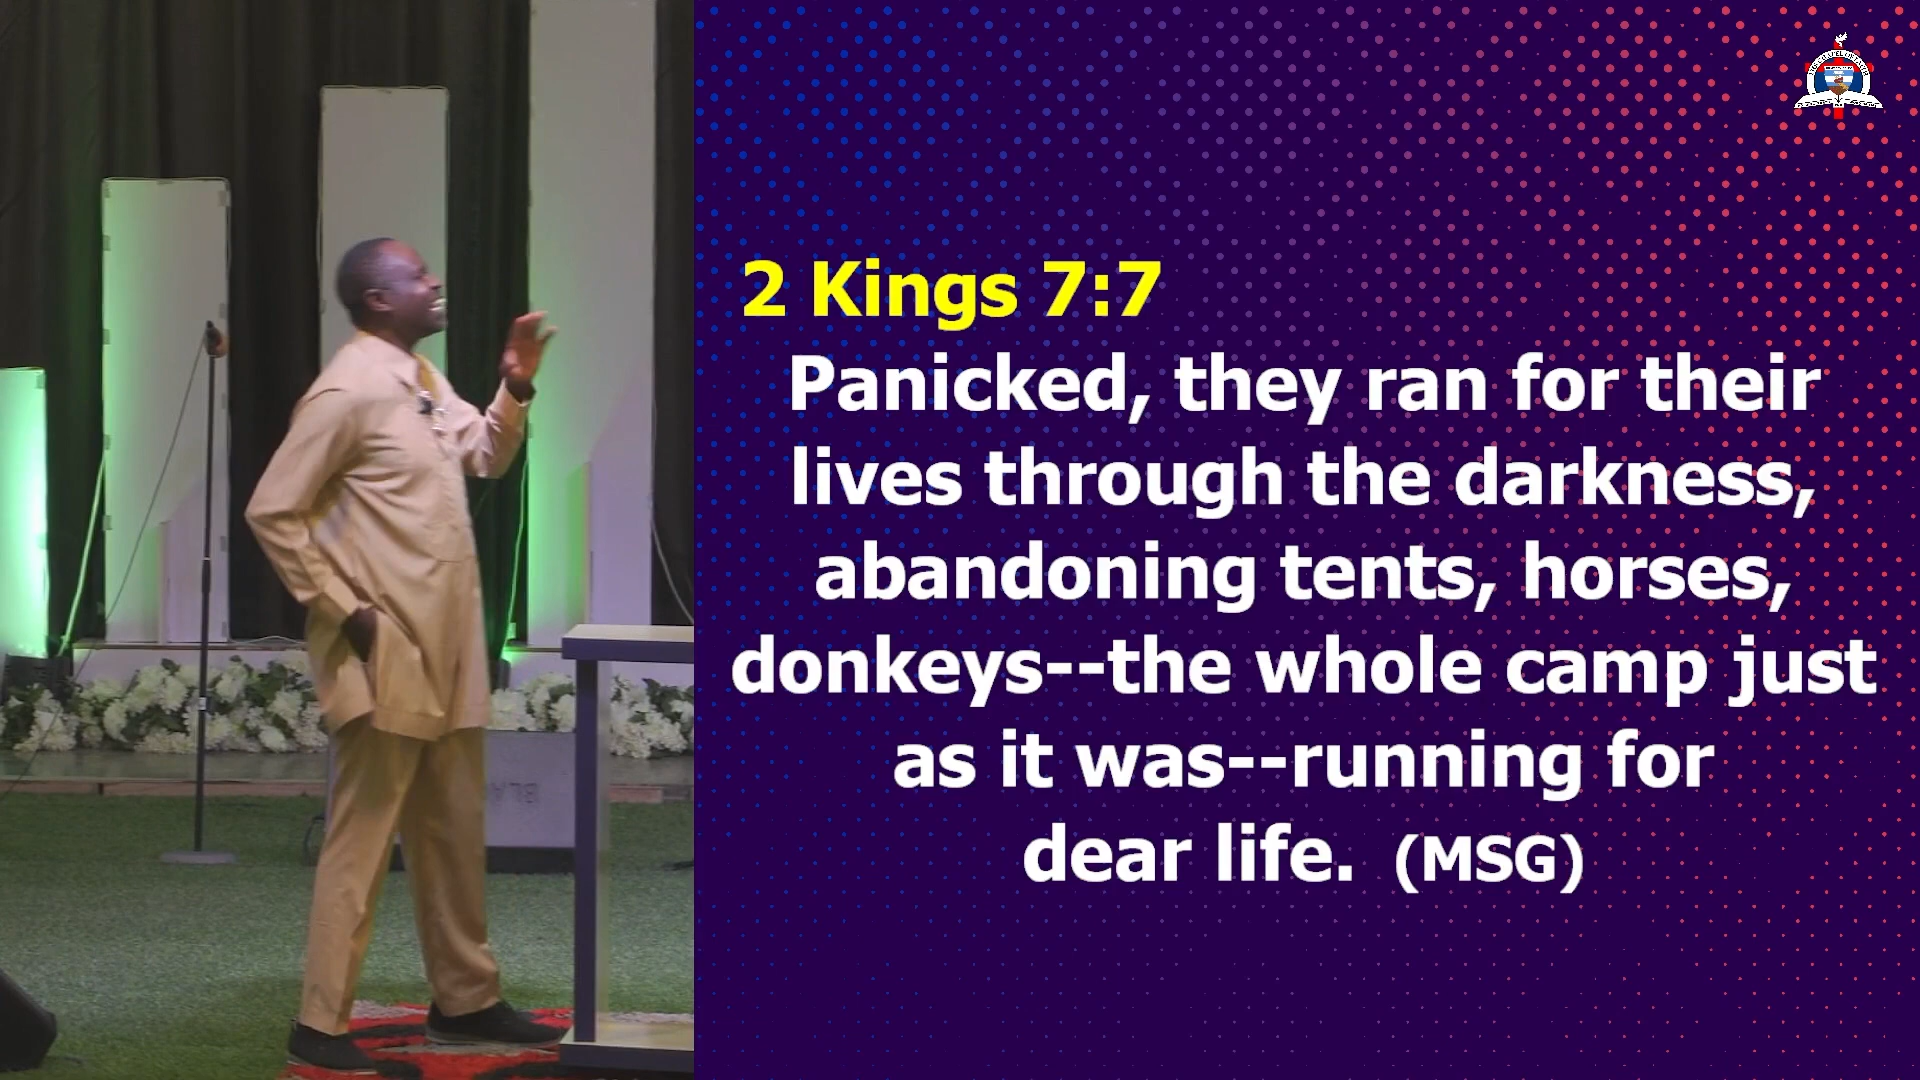 2 Kings 7:7
Panicked, they ran for their
lives through the darkness,
abandoning tents, horses,
donkeys--the whole camp just
as it was--running for
dear life. (MSG)